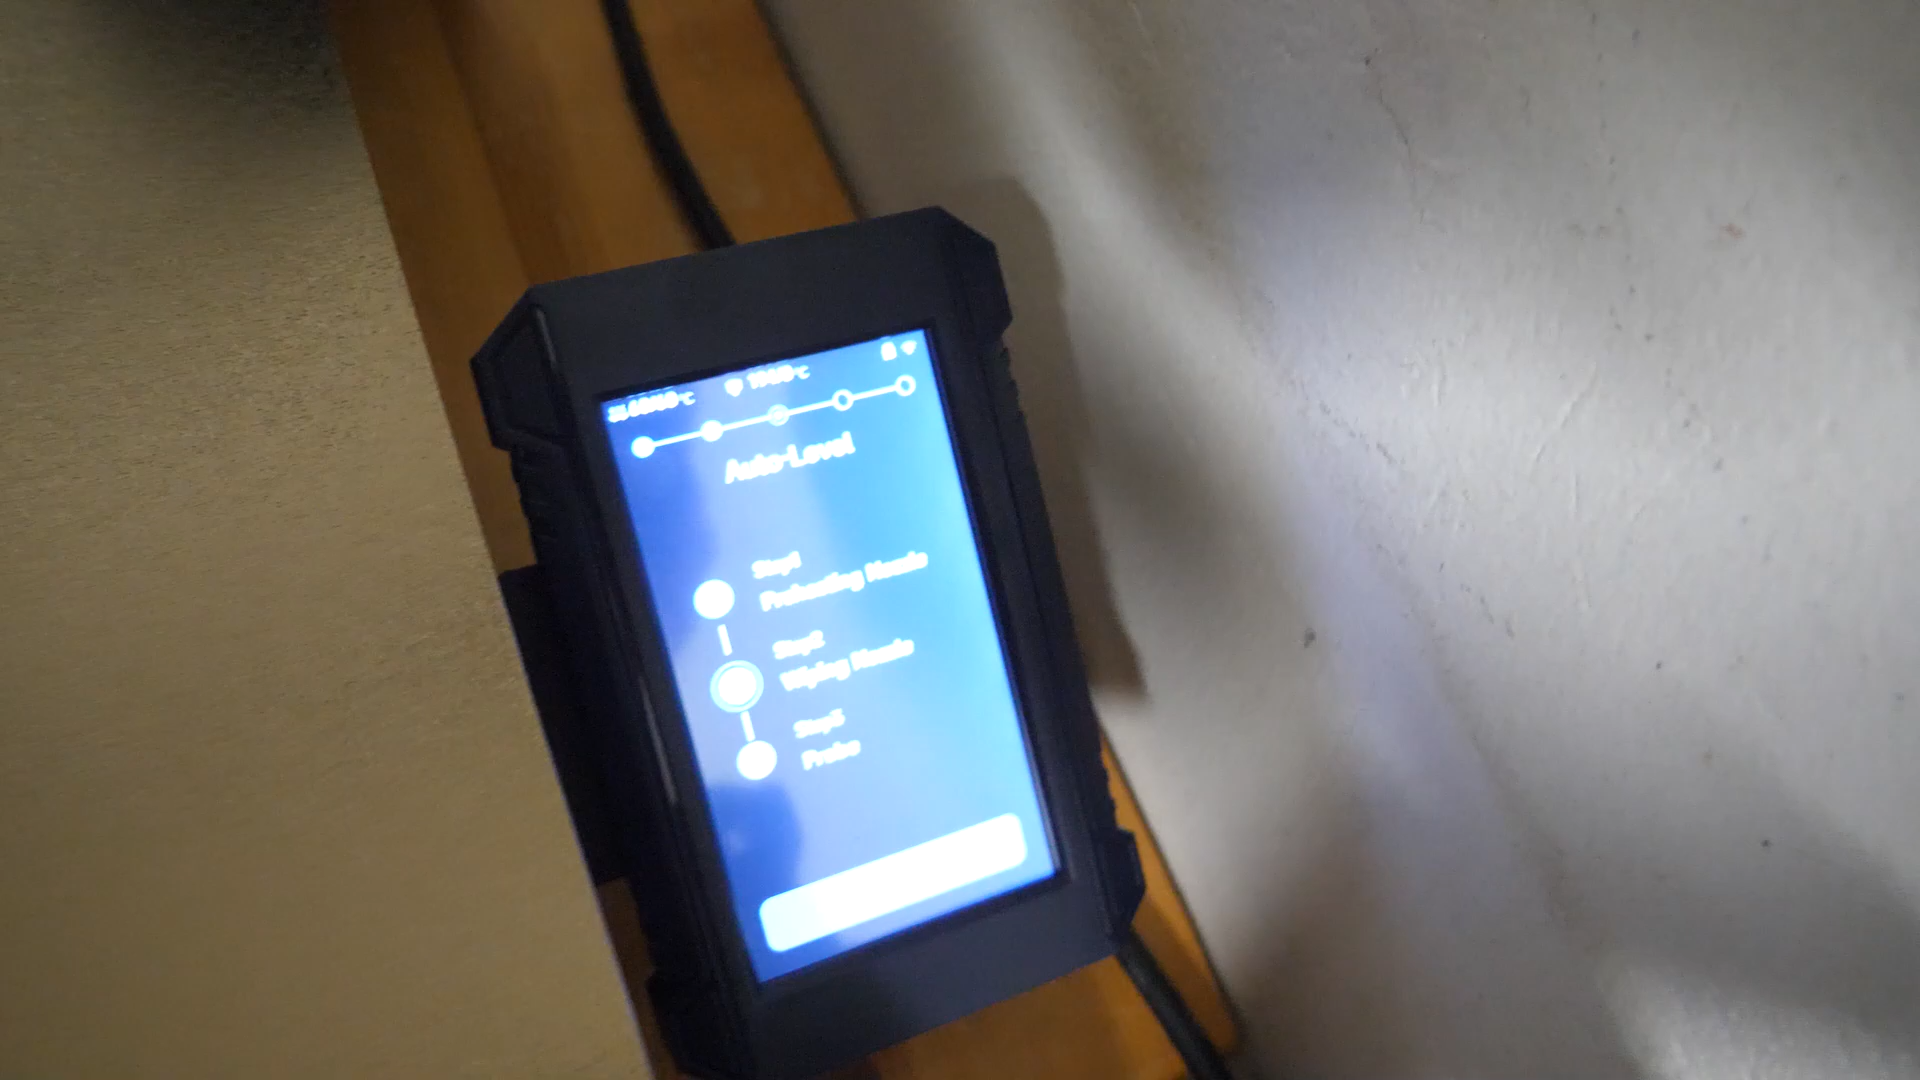 Auto-Level
Step1
Preheating Nozzle
Step2
Wiping Nozzle
Step3
Probe